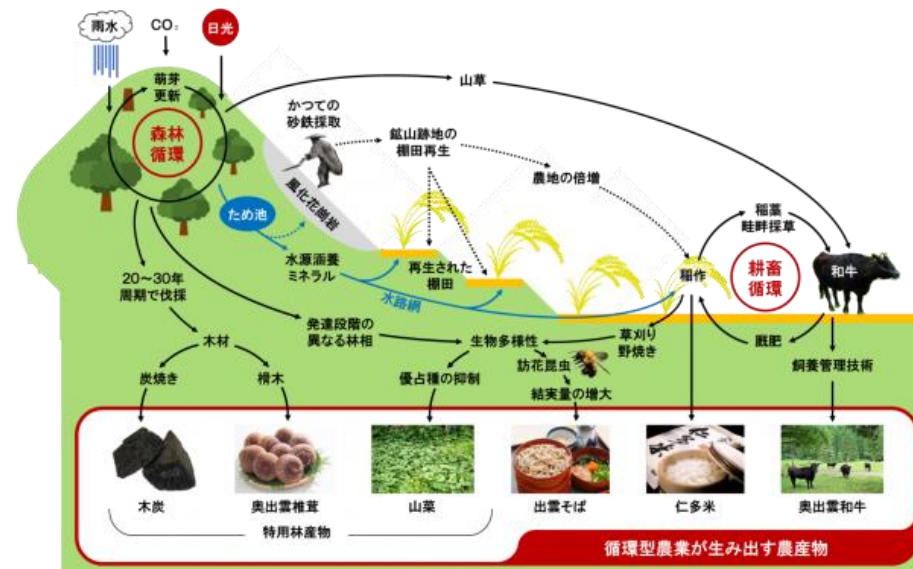 雨水
CO₂
日光
萌芽
更新
森林
循環
山草
かつての
砂鉄採取
鉱山跡地の
棚田再生
農地の倍増
風化花崗岩
ため池
水源涵養
ミネラル
再生された
棚田
水路網
稲作
稲藁
畦畔採草
耕畜
循環
和牛
厩肥
20～30年
周期で伐採
発達段階の
異なる林相
生物多様性
草刈り
野焼き
木材
訪花昆虫
飼養管理技術
炭焼き
榾木
優占種の抑制
結実量の増大
木炭
奥出雲椎茸
山菜
出雲そば
仁多米
奥出雲和牛
特用林産物
循環型農業が生み出す農産物